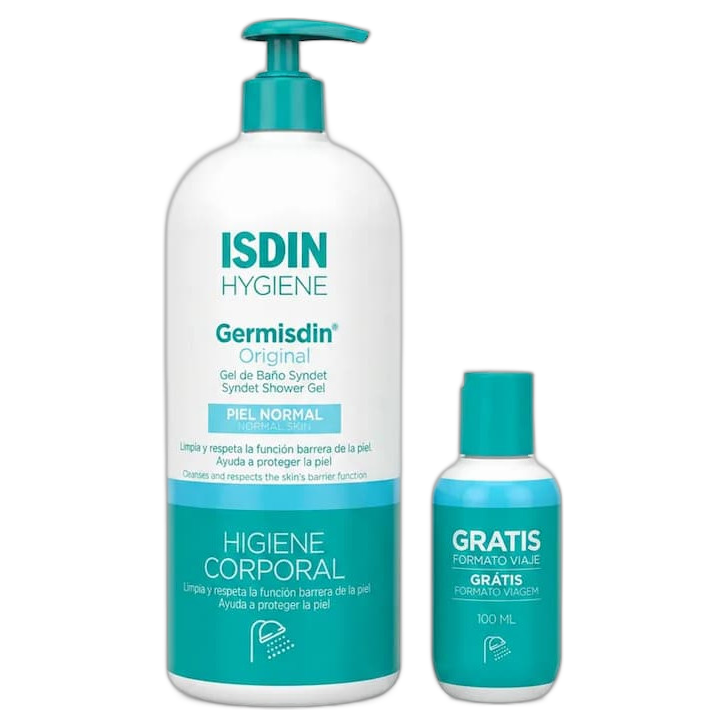 ISDIN
HYGIENE
Germisdin®
Original
Gel de Baño Syndet
Syndet Shower Gel
PIEL NORMAL
NORMAL SKIN
Limpia y respeta la función barrera de la piel.
Ayuda a proteger la piel
Cleanses and respects the skin's barrier function
HIGIENE
CORPORAL
Limpia y respeta la función barrera de la piel
Ayuda a proteger la piel
GRATIS
FORMATO VIAJE
GRÁTIS
FORMATO VIAGEM
100 ML